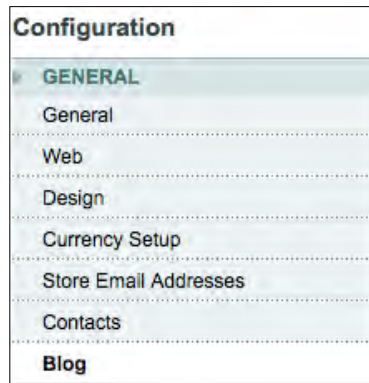 Configuration
GENERAL
General
Web
Design
Currency Setup
Store Email Addresses
Contacts
Blog